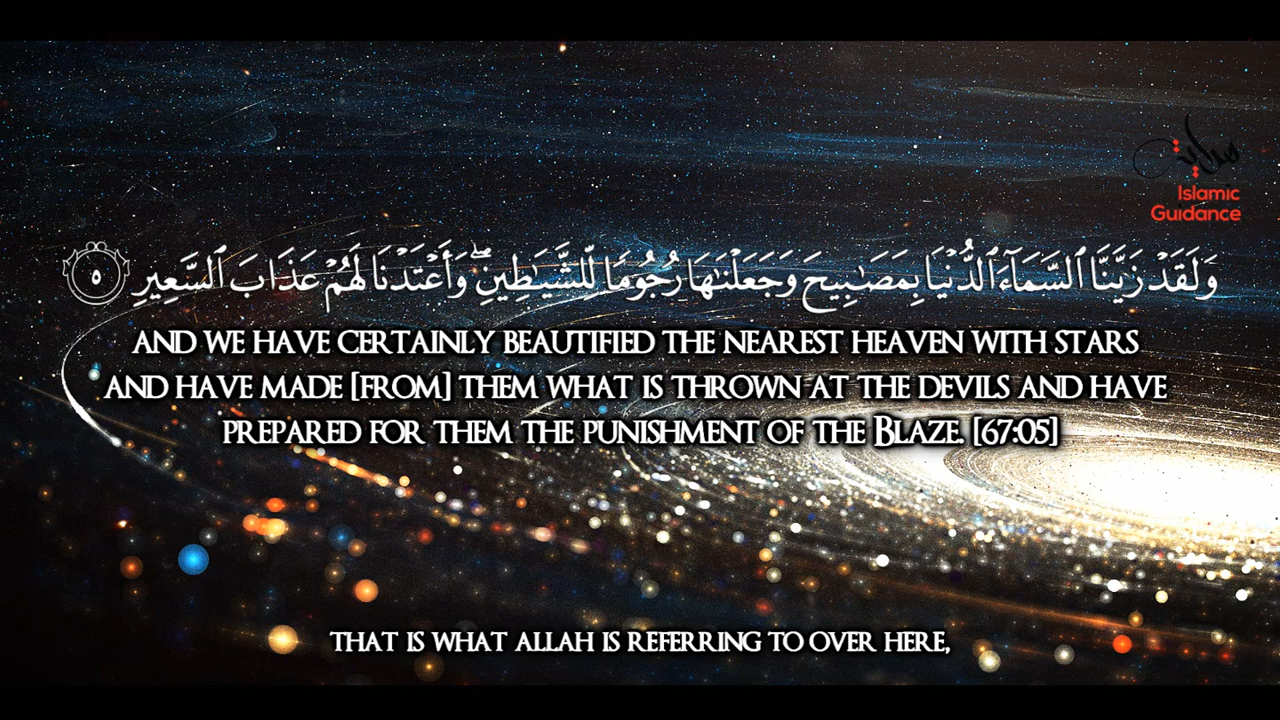 هداية
Islamic
Guidance
وَلَقَدْ زَيَّنَّا ٱلسَّمَآءَ ٱلدُّنْيَا بِمَصَٰبِيحَ وَجَعَلْنَٰهَا رُجُومًا لِّلشَّيَٰطِينِ ۖ وَأَعْتَدْنَا لَهُمْ عَذَابَ ٱلسَّعِيرِ ٥
AND WE HAVE CERTAINLY BEAUTIFIED THE NEAREST HEAVEN WITH STARS
AND HAVE MADE [FROM] THEM WHAT IS THROWN AT THE DEVILS AND HAVE
PREPARED FOR THEM THE PUNISHMENT OF THE BLAZE. [67:05]
THAT IS WHAT ALLAH IS REFERRING TO OVER HERE,